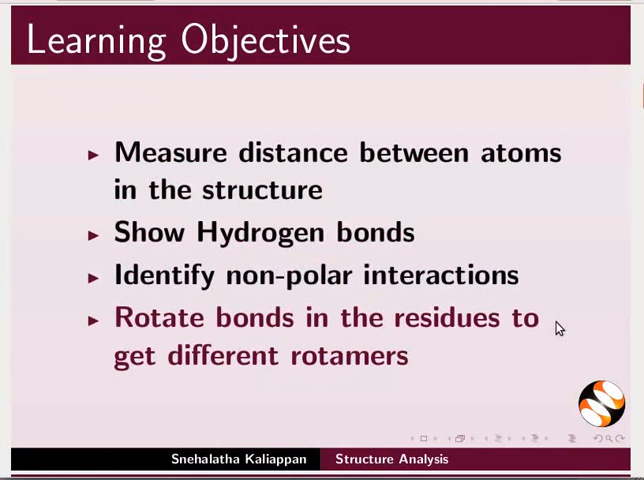 Learning Objectives
Measure distance between atoms
in the structure
Show Hydrogen bonds
Identify non-polar interactions
Rotate bonds in the residues to
get different rotamers
Snehalatha Kaliappan Structure Analysis